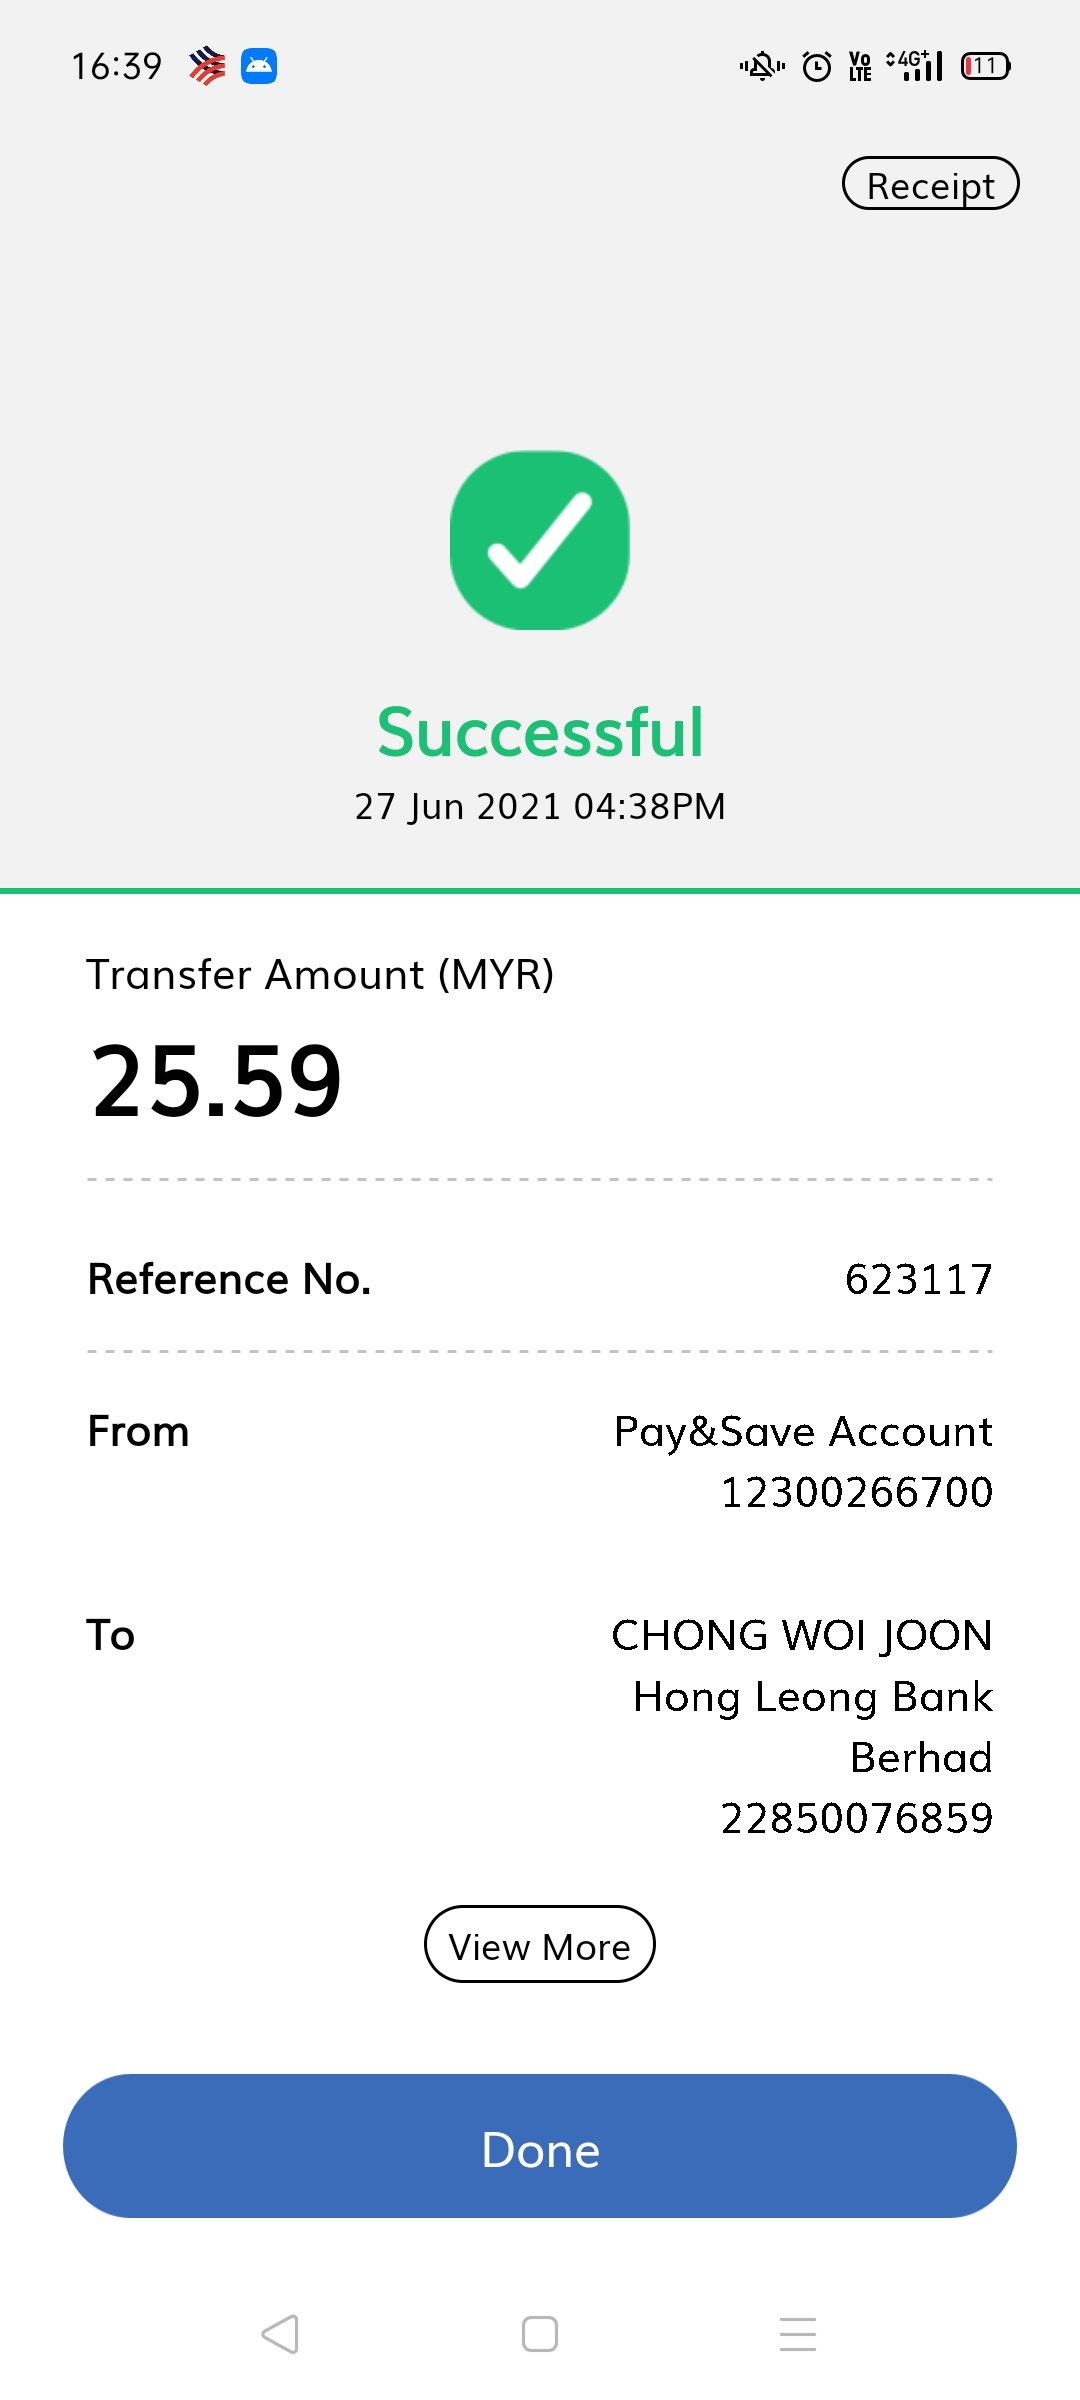 16:39
Vo LTE 4G+ 11
Receipt
Successful
27 Jun 2021 04:38PM
Transfer Amount (MYR)
25.59
Reference No. 623117
From Pay&Save Account
12300266700
To CHONG WOI JOON
Hong Leong Bank
Berhad
22850076859
View More
Done